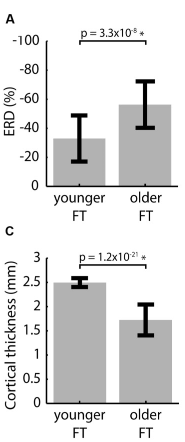 A
p = 3.3x10⁻⁸ *
ERD (%)
-100
-80
-60
-40
-20
0
younger
FT
older
FT
C
p = 1.2x10⁻²¹ *
Cortical thickness (mm)
3
2.5
2
1.5
1
0.5
0
younger
FT
older
FT